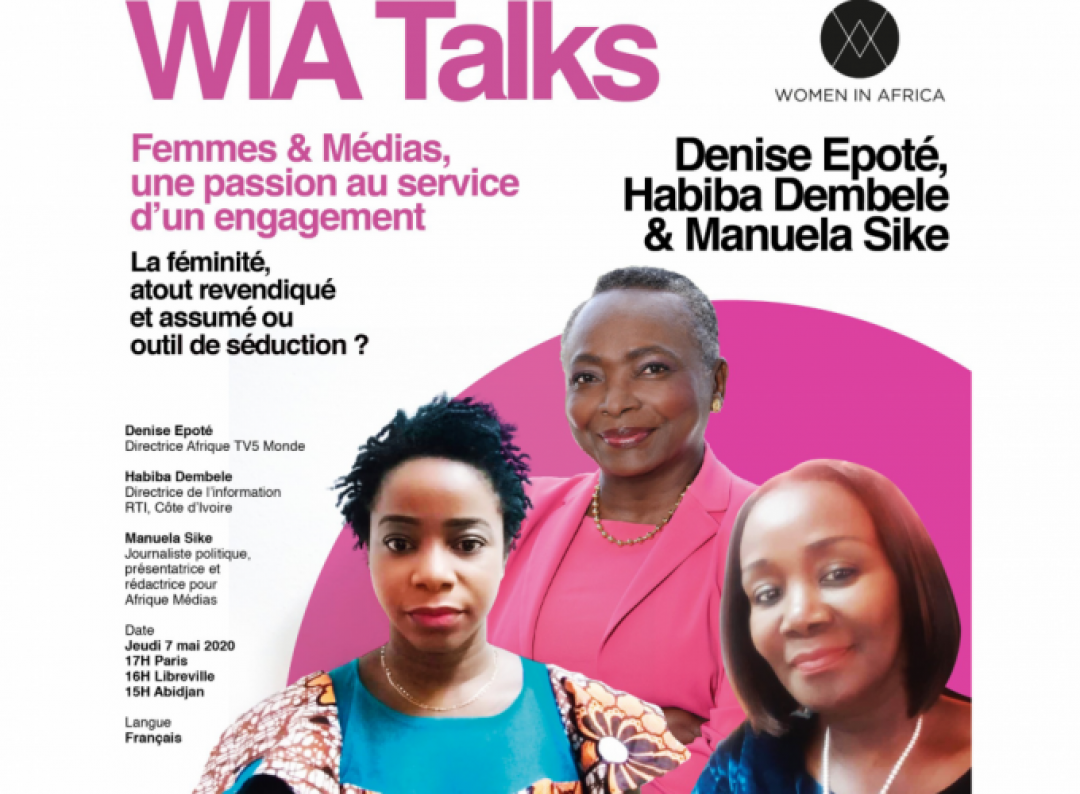 WIA Talks
WOMEN IN AFRICA
Femmes & Médias,
une passion au service
d'un engagement
La féminité,
atout revendiqué
et assumé ou
outil de séduction ?
Denise Epoté,
Habiba Dembele
& Manuela Sike
Denise Epoté
Directrice Afrique TV5 Monde
Habiba Dembele
Directrice de l'information
RTI, Côte d'Ivoire
Manuela Sike
Journaliste politique,
présentatrice et
rédactrice pour
Afrique Médias
Date
Jeudi 7 mai 2020
17H Paris
16H Libreville
15H Abidjan
Langue
Français